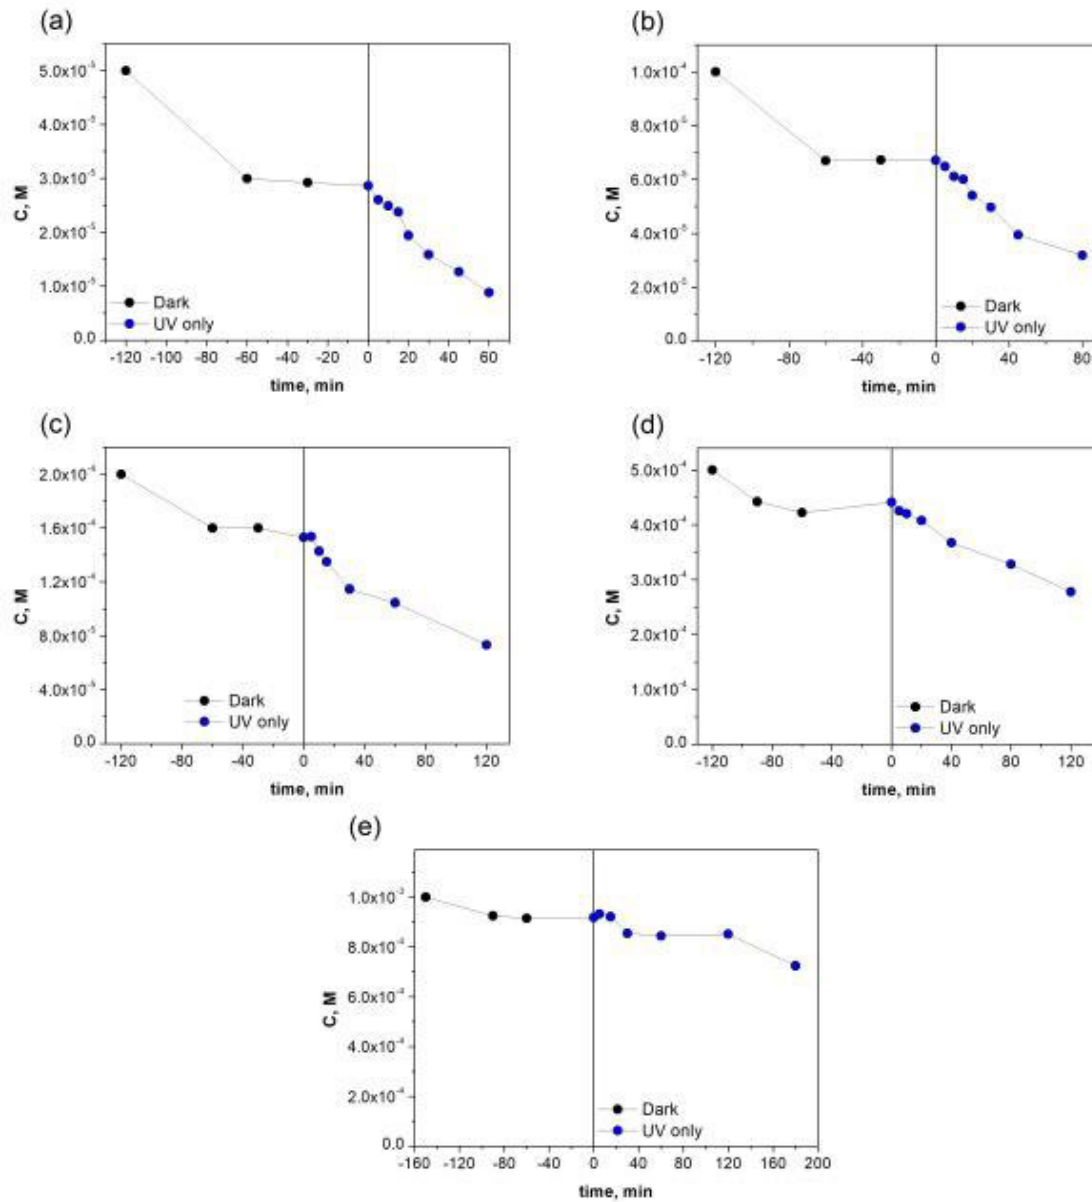 (a)
5.0x10⁻⁵
4.0x10⁻⁵
3.0x10⁻⁵
2.0x10⁻⁵
1.0x10⁻⁵
0.0
C, M
Dark
UV only
-120 -100 -80 -60 -40 -20 0 20 40 60
time, min
(b)
1.0x10⁻⁴
8.0x10⁻⁵
6.0x10⁻⁵
4.0x10⁻⁵
2.0x10⁻⁵
0.0
C, M
Dark
UV only
-120 -80 -40 0 40 80
time, min
(c)
2.0x10⁻⁴
1.6x10⁻⁴
1.2x10⁻⁴
8.0x10⁻⁵
4.0x10⁻⁵
0.0
C, M
Dark
UV only
-120 -80 -40 0 40 80 120
time, min
(d)
5.0x10⁻⁴
4.0x10⁻⁴
3.0x10⁻⁴
2.0x10⁻⁴
1.0x10⁻⁴
0.0
C, M
Dark
UV only
-120 -80 -40 0 40 80 120
time, min
(e)
1.0x10⁻³
8.0x10⁻⁴
6.0x10⁻⁴
4.0x10⁻⁴
2.0x10⁻⁴
0.0
C, M
Dark
UV only
-160 -120 -80 -40 0 40 80 120 160 200
time, min